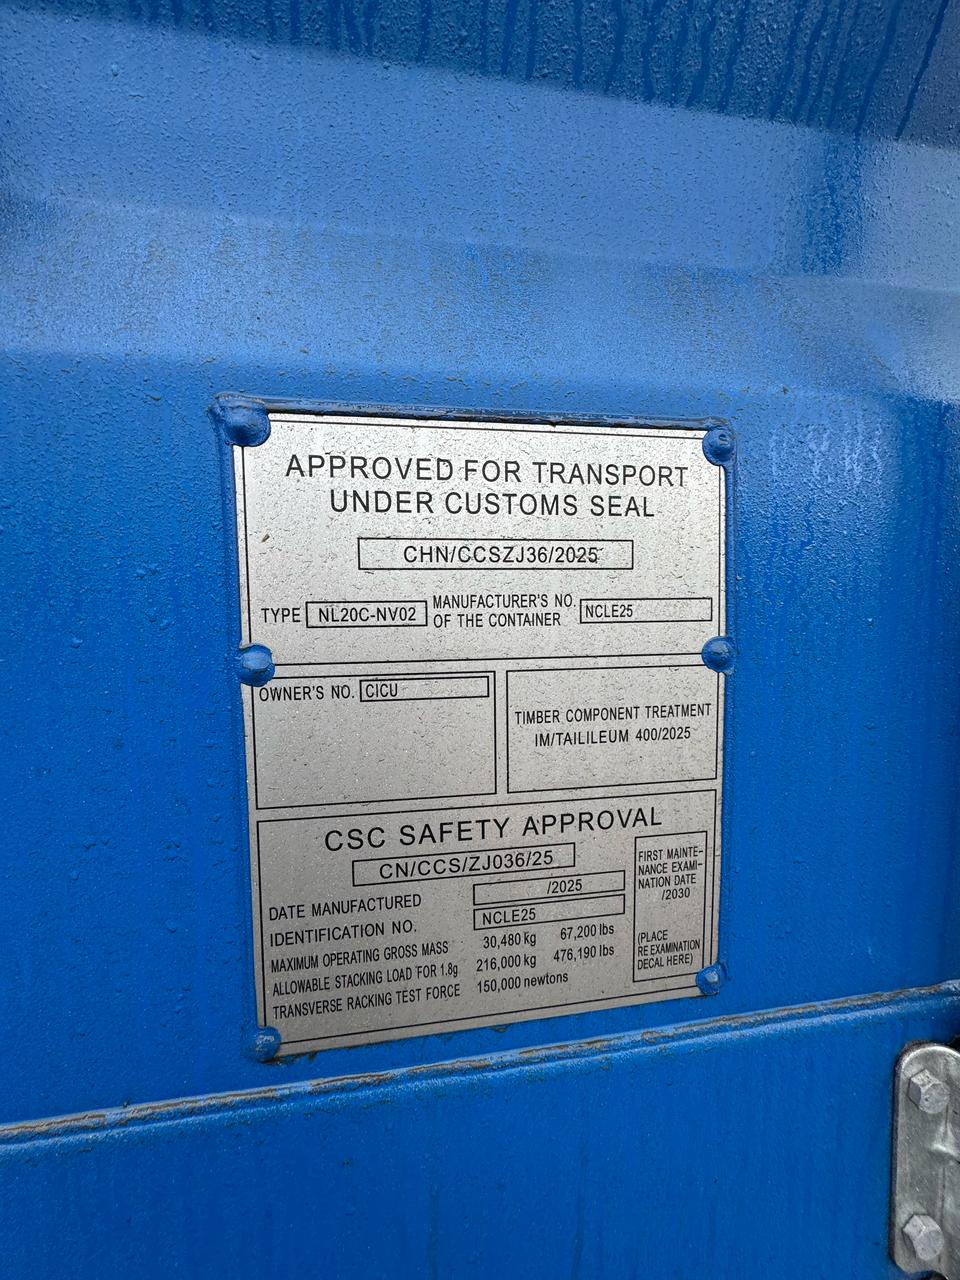 APPROVED FOR TRANSPORT
UNDER CUSTOMS SEAL
CHN/CCSZJ36/2025
TYPE NL20C-NV02 MANUFACTURER'S NO. OF THE CONTAINER NCLE25
OWNER'S NO. CICU
TIMBER COMPONENT TREATMENT
IM/TAILILEUM 400/2025
CSC SAFETY APPROVAL
CN/CCS/ZJ036/25
DATE MANUFACTURED /2025
IDENTIFICATION NO. NCLE25
MAXIMUM OPERATING GROSS MASS 30,480 kg 67,200 lbs
ALLOWABLE STACKING LOAD FOR 1.8g 216,000 kg 476,190 lbs
TRANSVERSE RACKING TEST FORCE 150,000 newtons
FIRST MAINTE-
NANCE EXAMI-
NATION DATE
/2030
(PLACE
RE EXAMINATION
DECAL HERE)